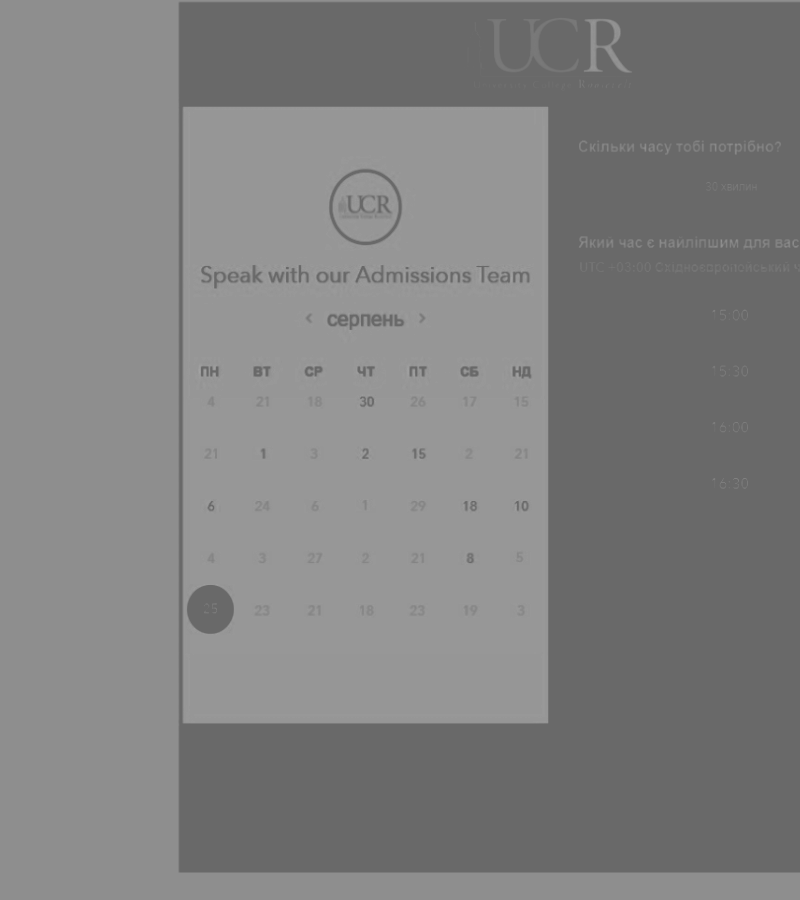 UCR
UCR
Speak with our Admissions Team
‹ серпень ›
ПН ВТ СР ЧТ ПТ СБ НД
4 21 18 30 26 17 15
21 1 3 2 15 2 21
6 24 6 1 29 18 10
4 3 27 2 21 8 5
25 23 21 18 23 19 3
Скільки часу тобі потрібно?
30 хвилин
Який час є найліпшим для вас
UTC +03:00 Східноєвропейський ч
15:00
15:30
16:00
16:30